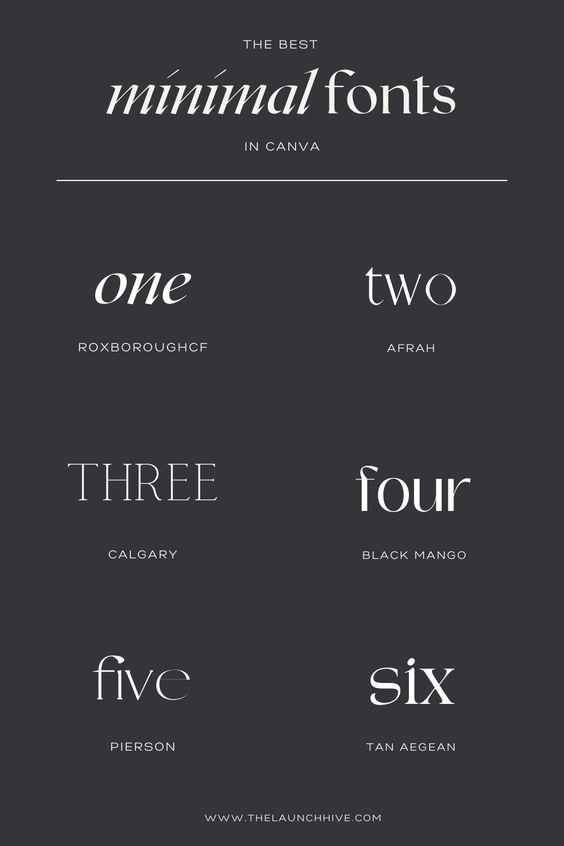 THE BEST
minimal fonts
IN CANVA
one
two
ROXBOROUGHCF
AFRAH
THREE
four
CALGARY
BLACK MANGO
five
six
PIERSON
TAN AEGEAN
WWW.THELAUNCHHIVE.COM